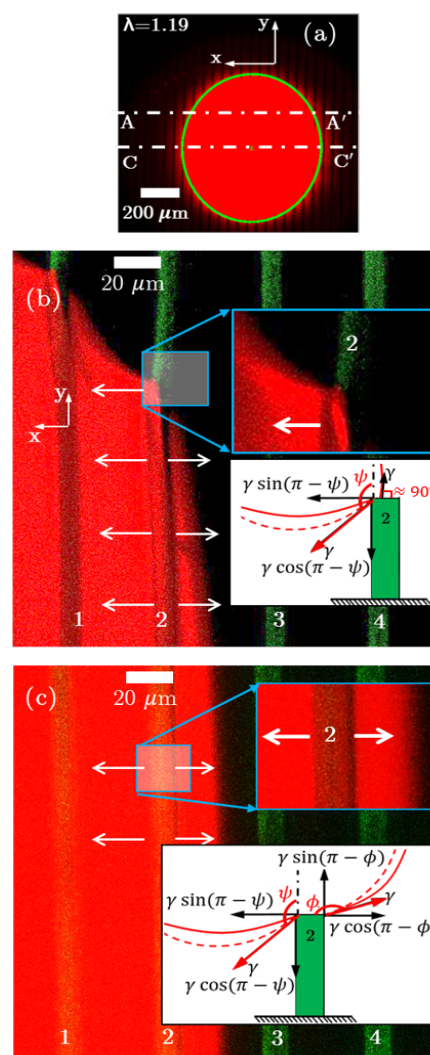 λ=1.19
(a)
y
x
A
A′
C
C′
200 μm
(b)
20 μm
2
y
x
γ sin(π − ψ)
ψ
γ
≈ 90°
2
γ
γ cos(π − ψ)
1
2
3
4
(c)
20 μm
2
γ sin(π − ϕ)
γ sin(π − ψ)
ψ
ϕ
γ
2
γ cos(π − ϕ)
γ
γ cos(π − ψ)
1
2
3
4